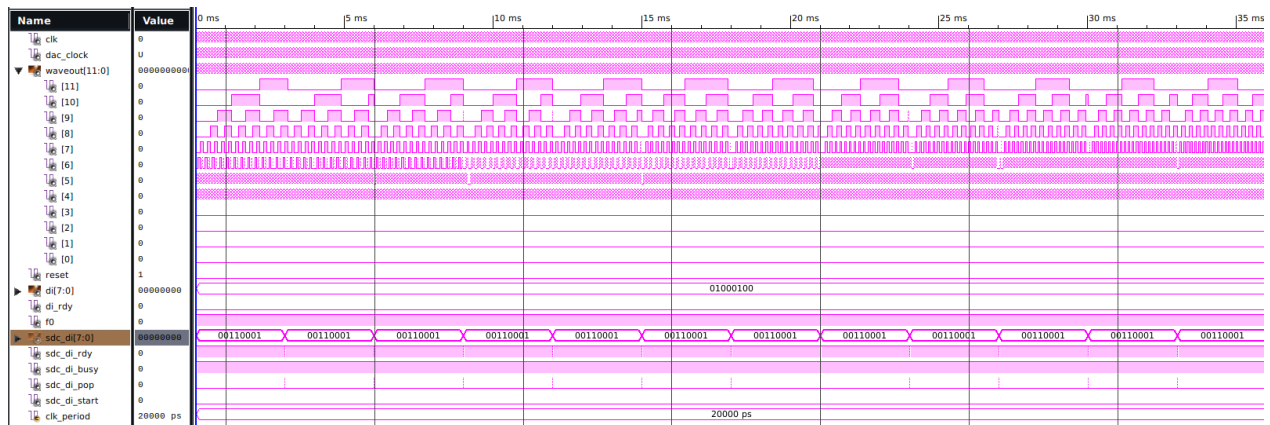 Name Value 0 ms 5 ms 10 ms 15 ms 20 ms 25 ms 30 ms 35 ms
clk 0
dac_clock U
waveout[11:0] 0000000000
[11] 0
[10] 0
[9] 0
[8] 0
[7] 0
[6] 0
[5] 0
[4] 0
[3] 0
[2] 0
[1] 0
[0] 0
reset 1
di[7:0] 00000000 01000100
di_rdy 0
f0 0
sdc_di[7:0] 00000000 00110001 00110001 00110001 00110001 00110001 00110001 00110001 00110001 00110001 00110001 00110001 00110001
sdc_di_rdy 0
sdc_di_busy 0
sdc_di_pop 0
sdc_di_start 0
clk_period 20000 ps 20000 ps